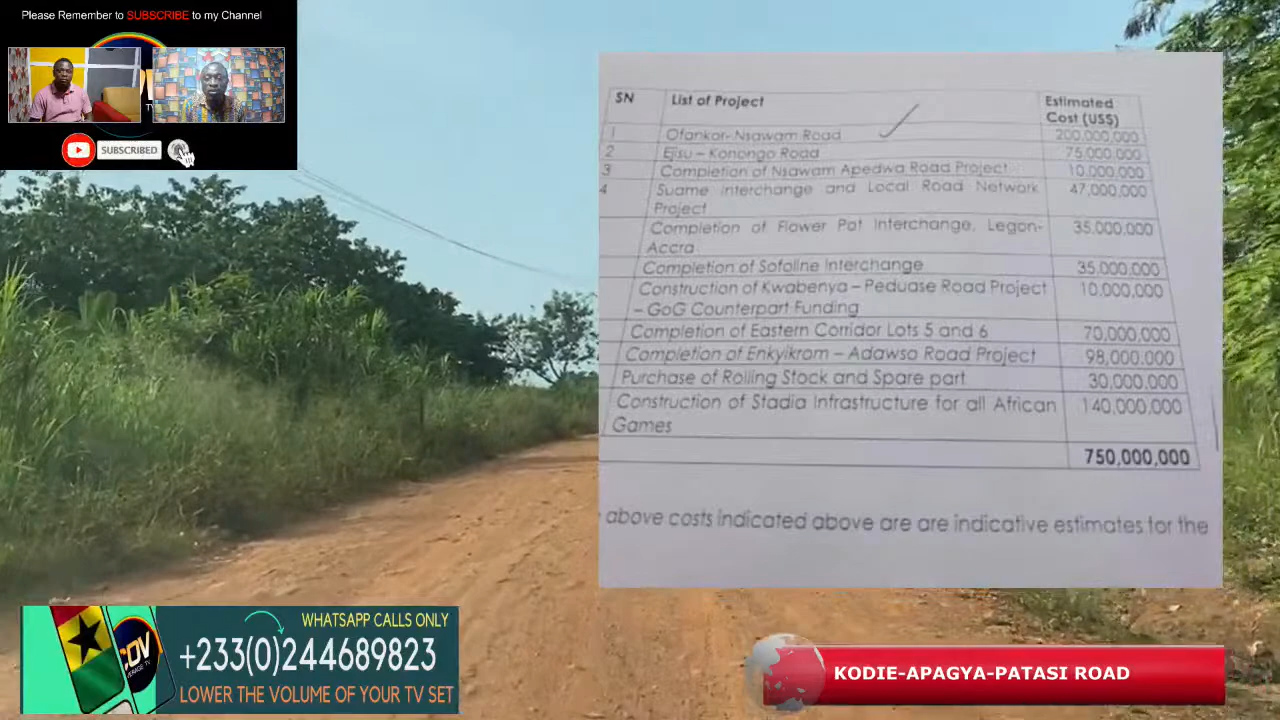 Please Remember to SUBSCRIBE to my Channel
SUBSCRIBED
SN List of Project Estimated Cost (US$)
1 Ofankor- Nsawam Road 200,000,000
2 Ejisu – Konongo Road 75,000,000
3 Completion of Nsawam Apedwa Road Project 10,000,000
4 Suame Interchange and Local Road Network 47,000,000
Project
Completion of Flower Pot Interchange, Legon- 35,000,000
Accra
Completion of Sofoline Interchange 35,000,000
Construction of Kwabenya – Peduase Road Project 10,000,000
– GoG Counterpart Funding
Completion of Eastern Corridor Lots 5 and 6 70,000,000
Completion of Enkyikrom – Adawso Road Project 98,000,000
Purchase of Rolling Stock and Spare part 30,000,000
Construction of Stadia Infrastructure for all African 140,000,000
Games
750,000,000
above costs indicated above are are indicative estimates for the
WHATSAPP CALLS ONLY
+233(0)244689823
LOWER THE VOLUME OF YOUR TV SET
KODIE-APAGYA-PATASI ROAD